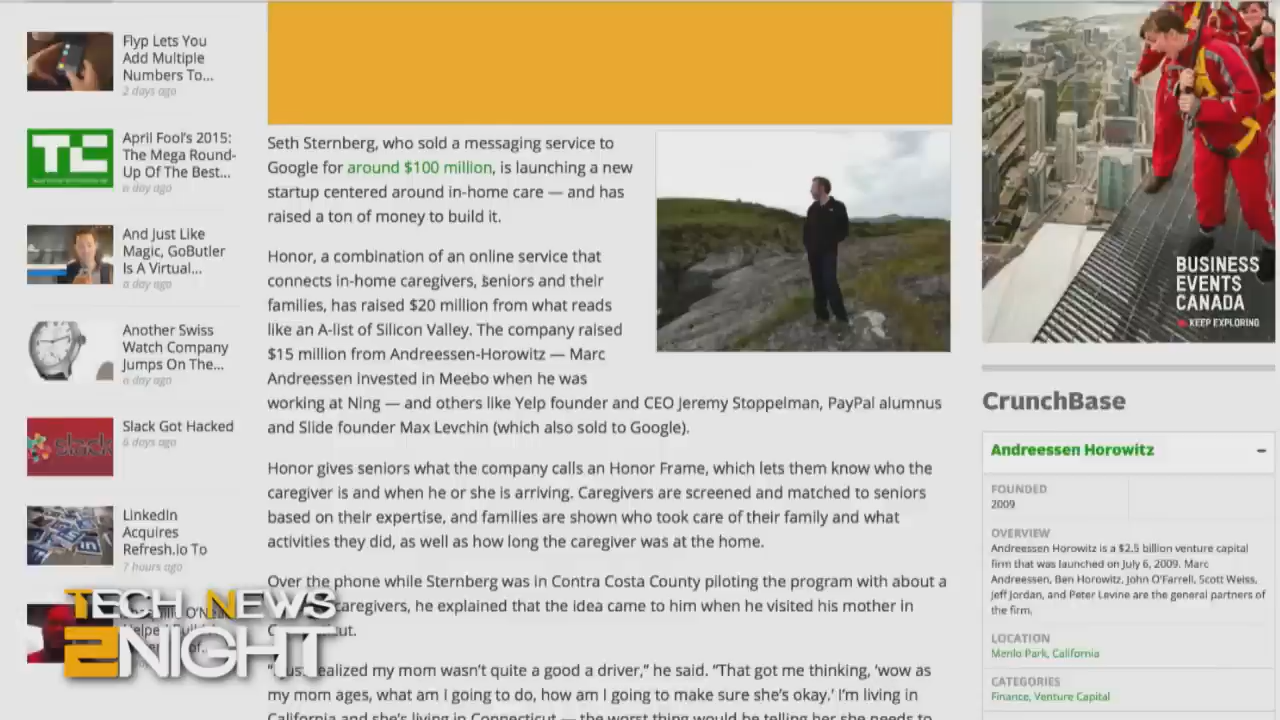 Flyp Lets You
Add Multiple
Numbers To...
2 days ago
April Fool's 2015:
The Mega Round-
Up Of The Best...
a day ago
And Just Like
Magic, GoButler
Is A Virtual...
a day ago
Another Swiss
Watch Company
Jumps On The...
a day ago
Slack Got Hacked
6 days ago
LinkedIn
Acquires
Refresh.io To
7 hours ago
TECH NEWS
2NIGHT
Seth Sternberg, who sold a messaging service to
Google for around $100 million, is launching a new
startup centered around in-home care — and has
raised a ton of money to build it.
Honor, a combination of an online service that
connects in-home caregivers, seniors and their
families, has raised $20 million from what reads
like an A-list of Silicon Valley. The company raised
$15 million from Andreessen-Horowitz — Marc
Andreessen invested in Meebo when he was
working at Ning — and others like Yelp founder and CEO Jeremy Stoppelman, PayPal alumnus
and Slide founder Max Levchin (which also sold to Google).
Honor gives seniors what the company calls an Honor Frame, which lets them know who the
caregiver is and when he or she is arriving. Caregivers are screened and matched to seniors
based on their expertise, and families are shown who took care of their family and what
activities they did, as well as how long the caregiver was at the home.
Over the phone while Sternberg was in Contra Costa County piloting the program with about a
caregivers, he explained that the idea came to him when he visited his mother in
realized my mom wasn't quite a good a driver," he said. "That got me thinking, 'wow as
my mom ages, what am I going to do, how am I going to make sure she's okay.' I'm living in
California and she's living in Connecticut — the worst thing would be telling her she needs to
BUSINESS
EVENTS
CANADA
KEEP EXPLORING
CrunchBase
Andreessen Horowitz
FOUNDED
2009
OVERVIEW
Andreessen Horowitz is a $2.5 billion venture capital
firm that was launched on July 6, 2009. Marc
Andreessen, Ben Horowitz, John O'Farrell, Scott Weiss,
Jeff Jordan, and Peter Levine are the general partners of
the firm.
LOCATION
Menlo Park, California
CATEGORIES
Finance, Venture Capital